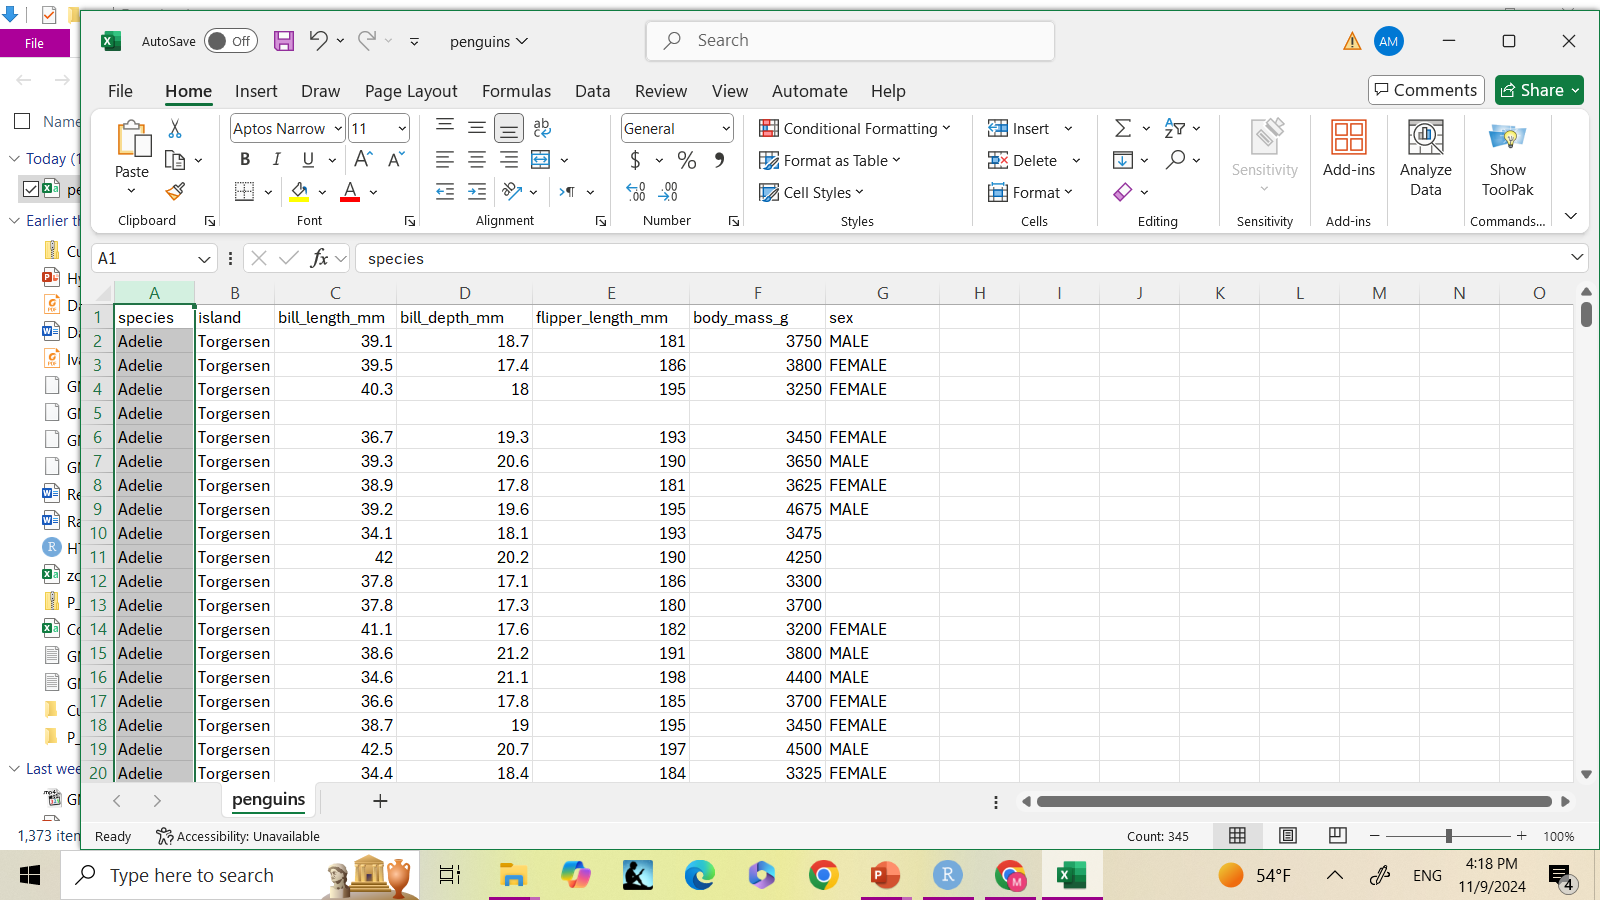 AutoSave Off penguins Search AM
File
File Home Insert Draw Page Layout Formulas Data Review View Automate Help Comments Share
Paste
Clipboard
Aptos Narrow 11
B I U
Font
Alignment
General
$ % 9
Number
Conditional Formatting
Format as Table
Cell Styles
Styles
Insert
Delete
Format
Cells
Editing
Sensitivity
Sensitivity
Add-ins
Add-ins
Analyze
Data
Show
ToolPak
Commands...
A1 fx species
A B C D E F G H I J K L M N O
1 species island bill_length_mm bill_depth_mm flipper_length_mm body_mass_g sex
2 Adelie Torgersen 39.1 18.7 181 3750 MALE
3 Adelie Torgersen 39.5 17.4 186 3800 FEMALE
4 Adelie Torgersen 40.3 18 195 3250 FEMALE
5 Adelie Torgersen
6 Adelie Torgersen 36.7 19.3 193 3450 FEMALE
7 Adelie Torgersen 39.3 20.6 190 3650 MALE
8 Adelie Torgersen 38.9 17.8 181 3625 FEMALE
9 Adelie Torgersen 39.2 19.6 195 4675 MALE
10 Adelie Torgersen 34.1 18.1 193 3475
11 Adelie Torgersen 42 20.2 190 4250
12 Adelie Torgersen 37.8 17.1 186 3300
13 Adelie Torgersen 37.8 17.3 180 3700
14 Adelie Torgersen 41.1 17.6 182 3200 FEMALE
15 Adelie Torgersen 38.6 21.2 191 3800 MALE
16 Adelie Torgersen 34.6 21.1 198 4400 MALE
17 Adelie Torgersen 36.6 17.8 185 3700 FEMALE
18 Adelie Torgersen 38.7 19 195 3450 FEMALE
19 Adelie Torgersen 42.5 20.7 197 4500 MALE
20 Adelie Torgersen 34.4 18.4 184 3325 FEMALE
Name
Today (1
Earlier th
Last wee
1,373 iten
penguins
Ready Accessibility: Unavailable Count: 345 100%
Type here to search
54°F ENG 4:18 PM
11/9/2024
4